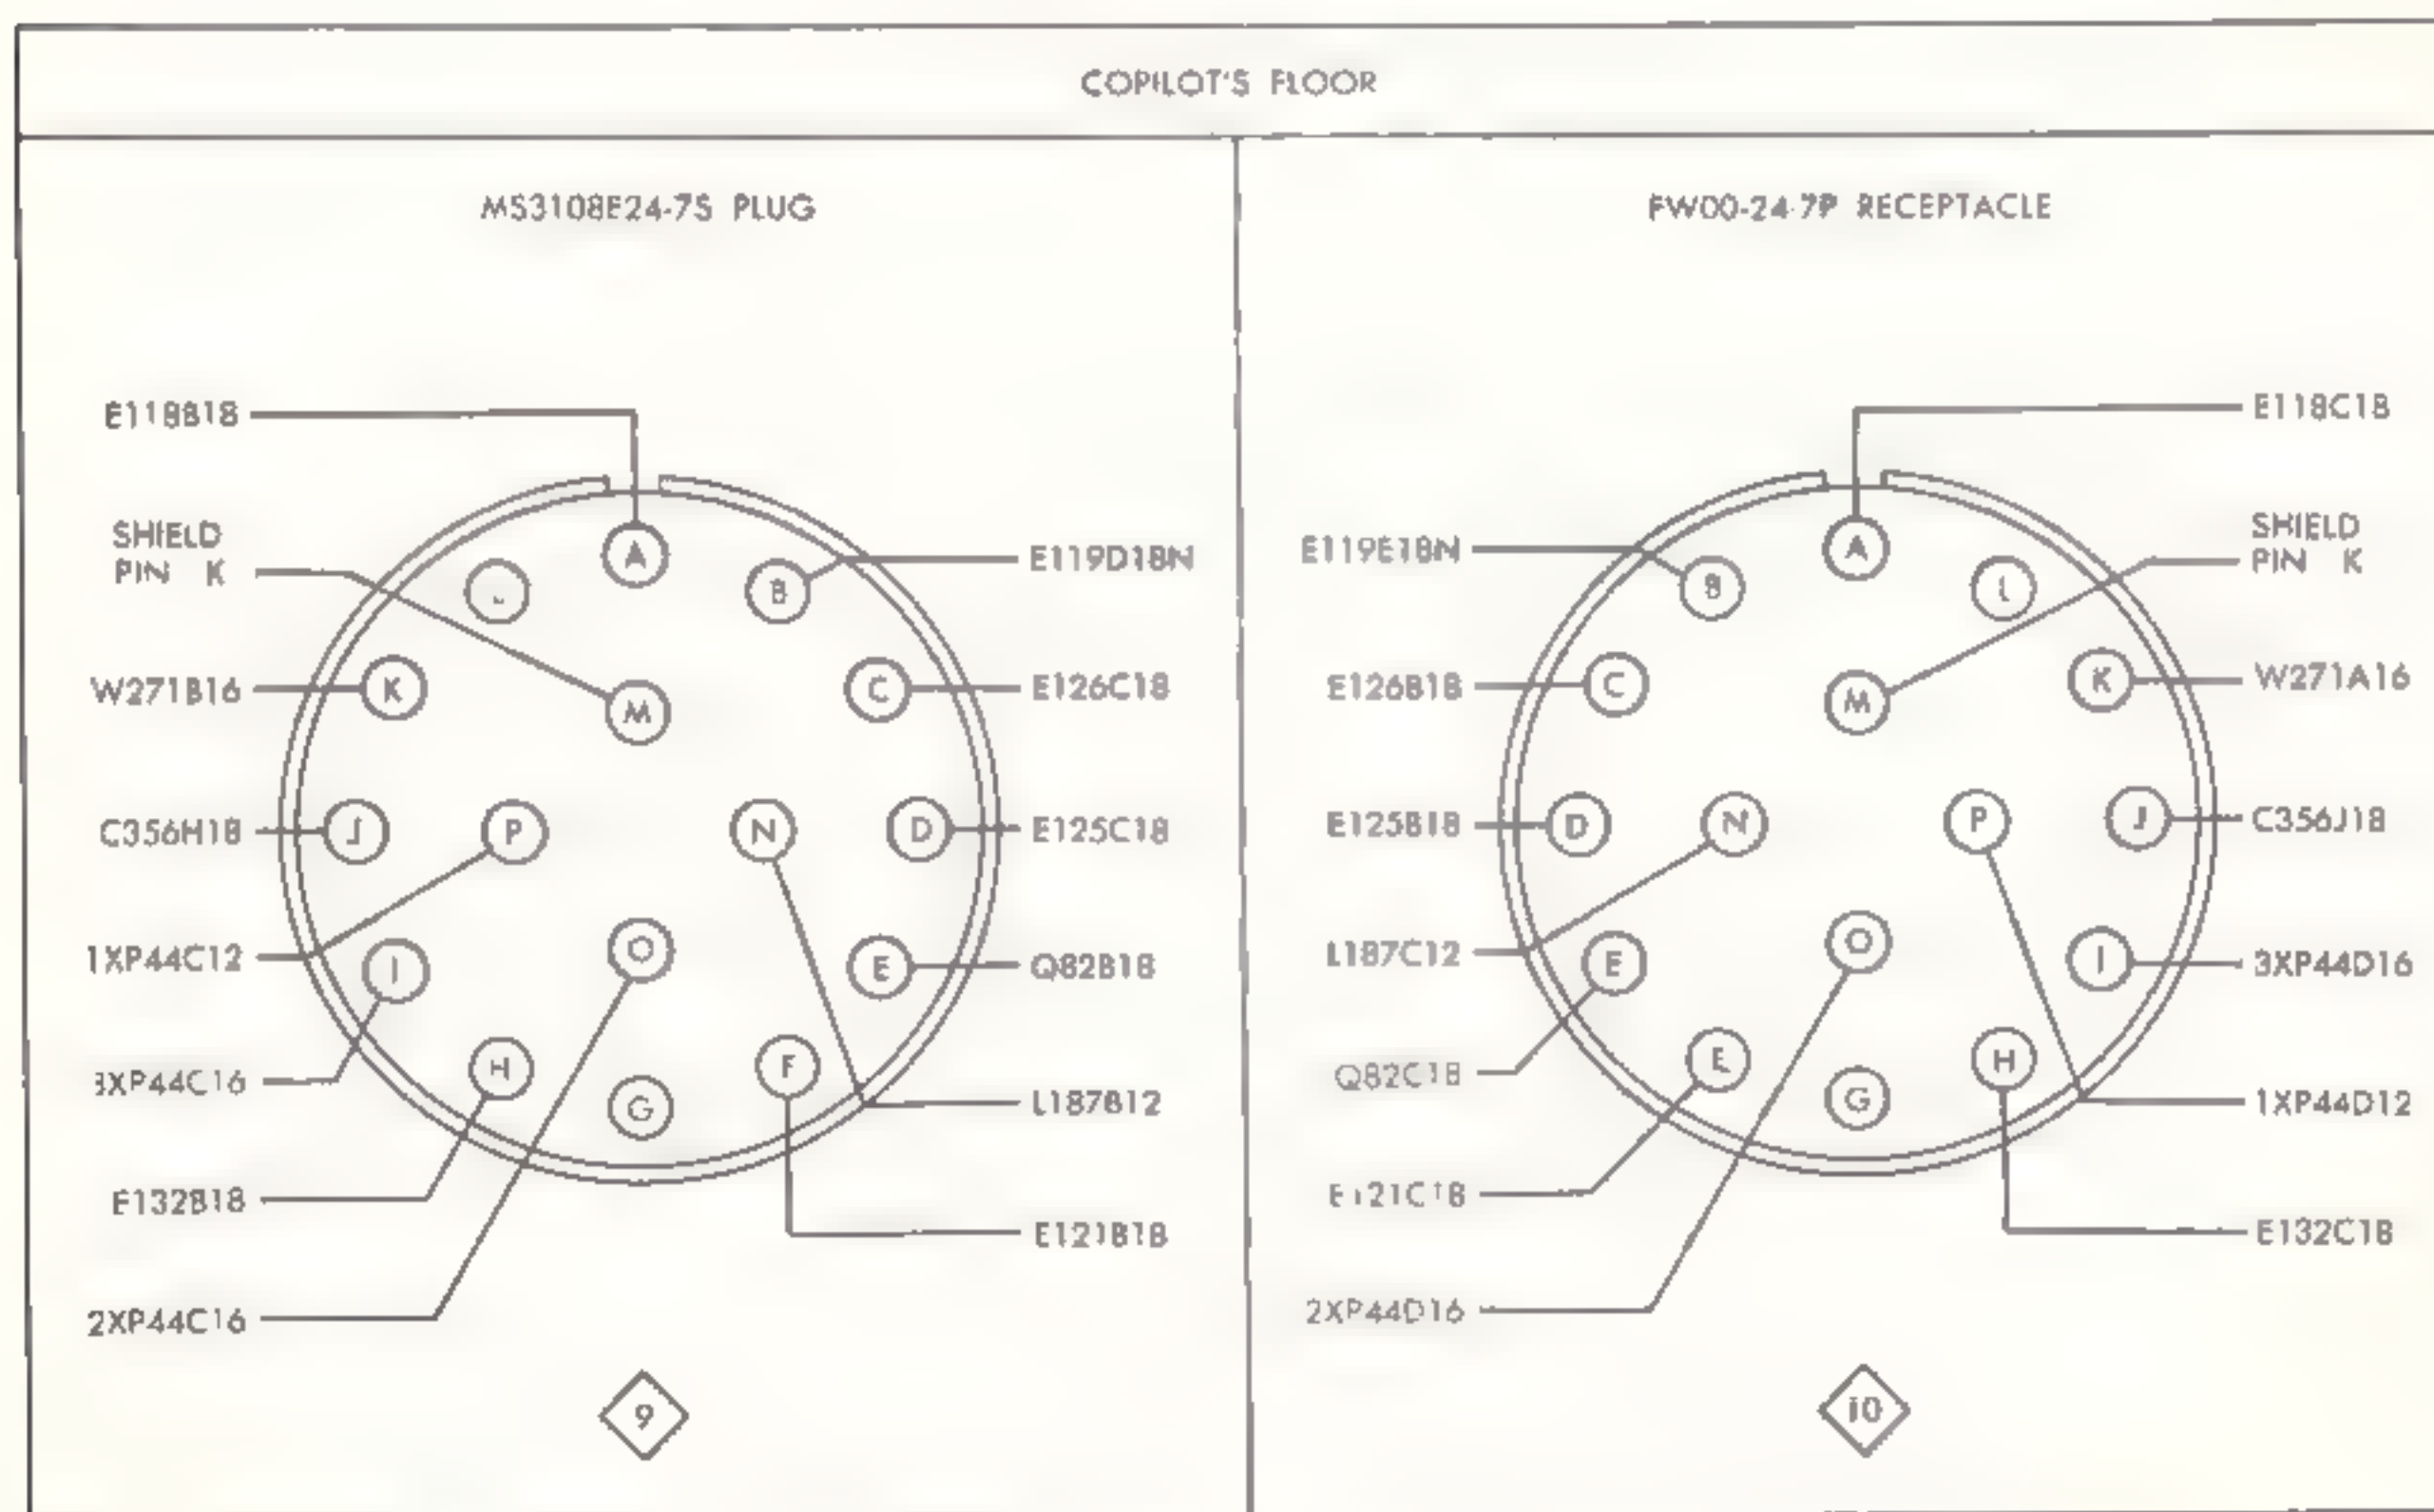 COPILOT'S FLOOR
MS3108E24-7S PLUG
E118B18
SHIELD
PIN K
W271B16
C356H18
1XP44C12
3XP44C16
E132B18
2XP44C16
A
B
K
C
M
J
P
N
D
I
O
E
H
F
G
E119D18N
E126C18
E125C18
Q82B18
L187B12
E121B18
9
FW00-24-7P RECEPTACLE
E119E18N
E126B18
E125B18
L187C12
Q82C18
E121C18
2XP44D16
A
B
L
C
K
M
D
N
P
J
E
O
I
E
H
G
E118C18
SHIELD
PIN K
W271A16
C356J18
3XP44D16
1XP44D12
E132C18
10